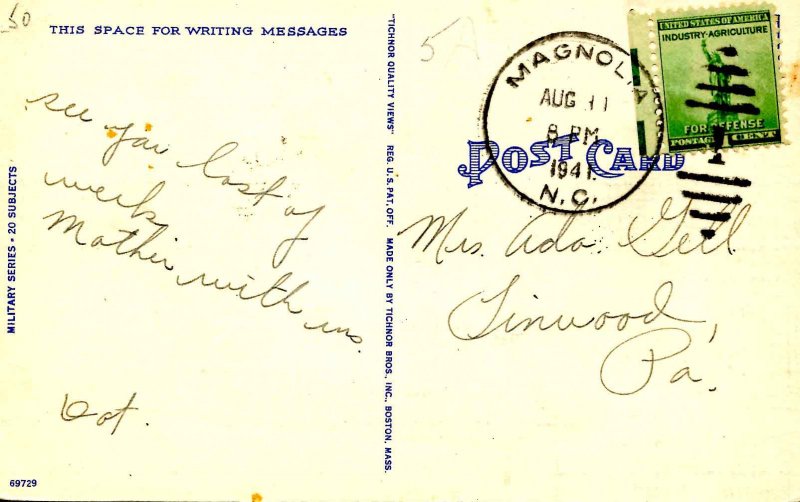 50
THIS SPACE FOR WRITING MESSAGES
see you last of
week
Mother with us.
Dot.
MILITARY SERIES - 20 SUBJECTS
69729
"TICHNOR QUALITY VIEWS" REG. U.S. PAT. OFF. MADE ONLY BY TICHNOR BROS., INC., BOSTON, MASS.
5A
MAGNOLIA
AUG 11
8 PM
1941
N.C.
UNITED STATES OF AMERICA
INDUSTRY-AGRICULTURE
FOR DEFENSE
POSTAGE 1 CENT
POST CARD
Mrs. Ada Gell
Linwood,
Pa.